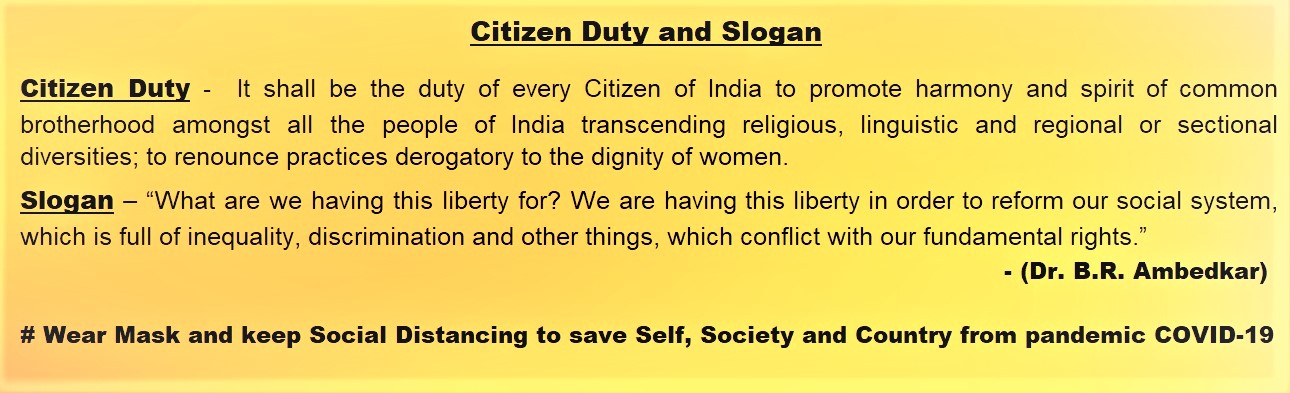 Citizen Duty and Slogan
Citizen Duty - It shall be the duty of every Citizen of India to promote harmony and spirit of common
brotherhood amongst all the people of India transcending religious, linguistic and regional or sectional
diversities; to renounce practices derogatory to the dignity of women.
Slogan – “What are we having this liberty for? We are having this liberty in order to reform our social system,
which is full of inequality, discrimination and other things, which conflict with our fundamental rights.”
- (Dr. B.R. Ambedkar)
# Wear Mask and keep Social Distancing to save Self, Society and Country from pandemic COVID-19